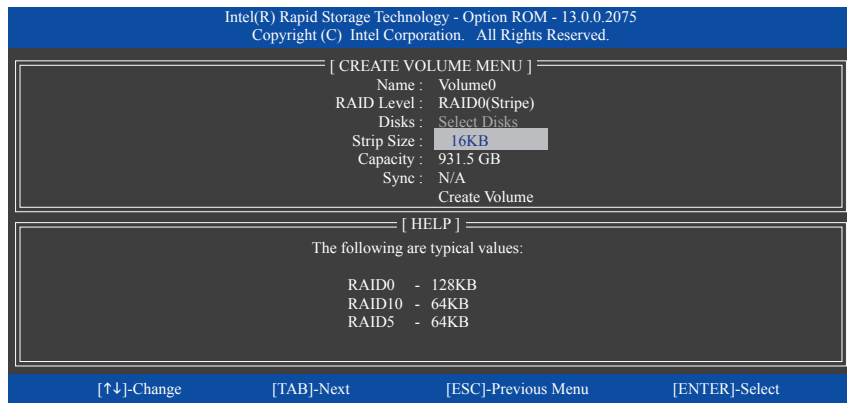 Intel(R) Rapid Storage Technology - Option ROM - 13.0.0.2075
Copyright (C) Intel Corporation. All Rights Reserved.
[ CREATE VOLUME MENU ]
Name : Volume0
RAID Level : RAID0(Stripe)
Disks : Select Disks
Strip Size : 16KB
Capacity : 931.5 GB
Sync : N/A
Create Volume
[ HELP ]
The following are typical values:
RAID0 - 128KB
RAID10 - 64KB
RAID5 - 64KB
[↑↓]-Change [TAB]-Next [ESC]-Previous Menu [ENTER]-Select